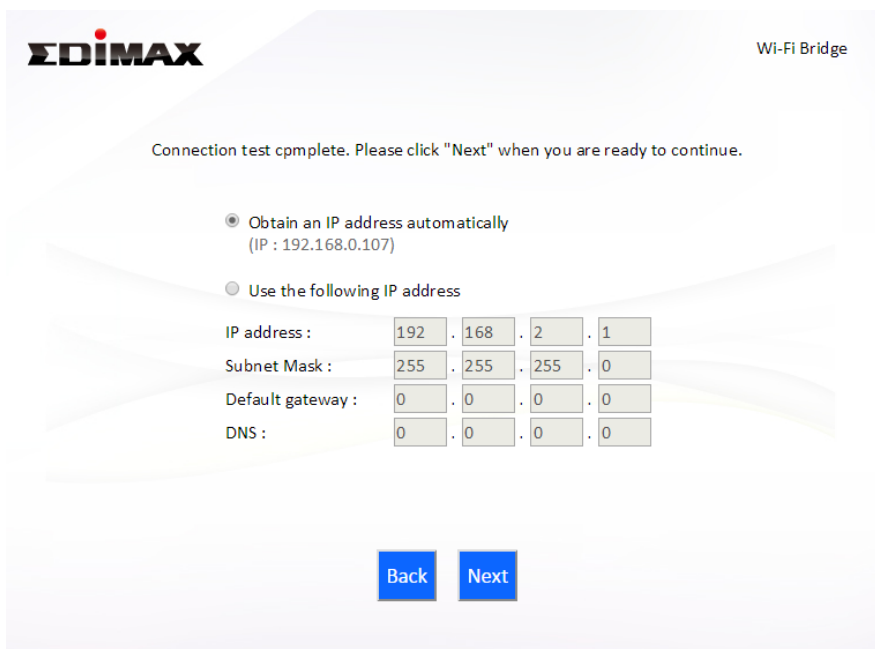 EDIMAX
Wi-Fi Bridge
Connection test cpmplete. Please click "Next" when you are ready to continue.
Obtain an IP address automatically
(IP : 192.168.0.107)
Use the following IP address
IP address : 192 . 168 . 2 . 1
Subnet Mask : 255 . 255 . 255 . 0
Default gateway : 0 . 0 . 0 . 0
DNS : 0 . 0 . 0 . 0
Back Next